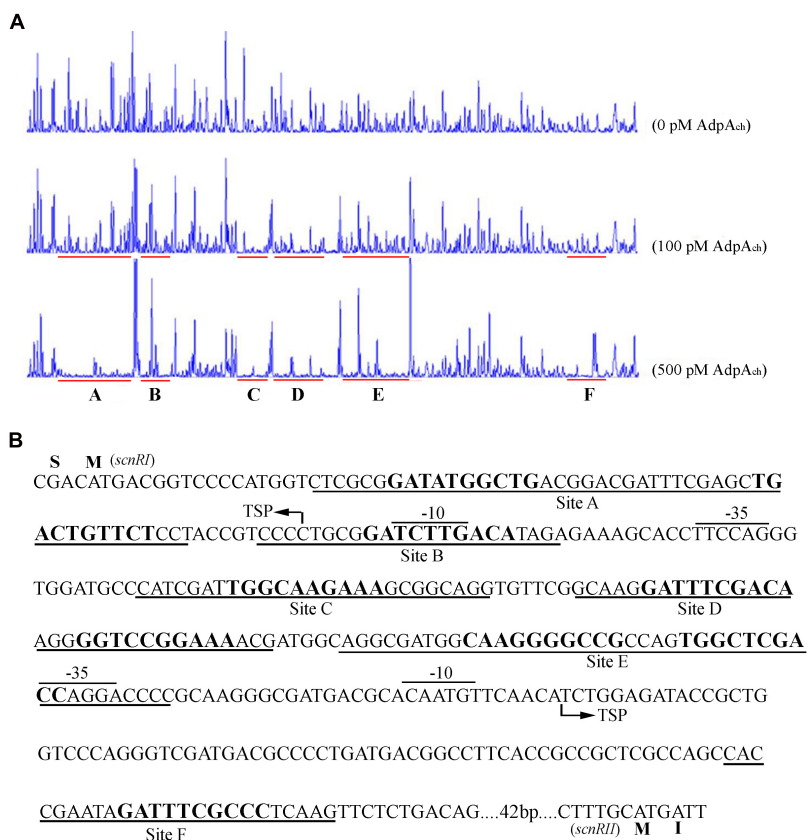 A
(0 pM AdpAch)
(100 pM AdpAch)
(500 pM AdpAch)
A B C D E F
B
S M (scnRI)
CGACATGACGGTCCCCATGGTCTCGCGGATATGGCTGACGGACGATTTCGAGCTG
Site A
TSP -10 -35
ACTGTTCTCCTACCGTCCCCTGCGGATCTTGACATAGAGAAAGCACCTTCCAGGG
Site B
TGGATGCCCATCGATTGGCAAGAAAGCGGCAGGTGTTCGGCAAGGATTTCGACA
Site C Site D
AGGGGTCCGGAAAACGATGGCAGGCGATGGCAAGGGGCCGCCAGTGGCTCGA
Site E
-35 -10
CCAGGACCCCGCAAGGGCGATGACGCACAATGTTCAACATCTGGAGATACCGCTG
TSP
GTCCCAGGGTCGATGACGCCCCTGATGACGGCCTTCACCGCCGCTCGCCAGCCAC
CGAATAGATTTCGCCCTCAAGTTCTCTGACAG....42bp....CTTTGCATGATT
Site F (scnRII) M I